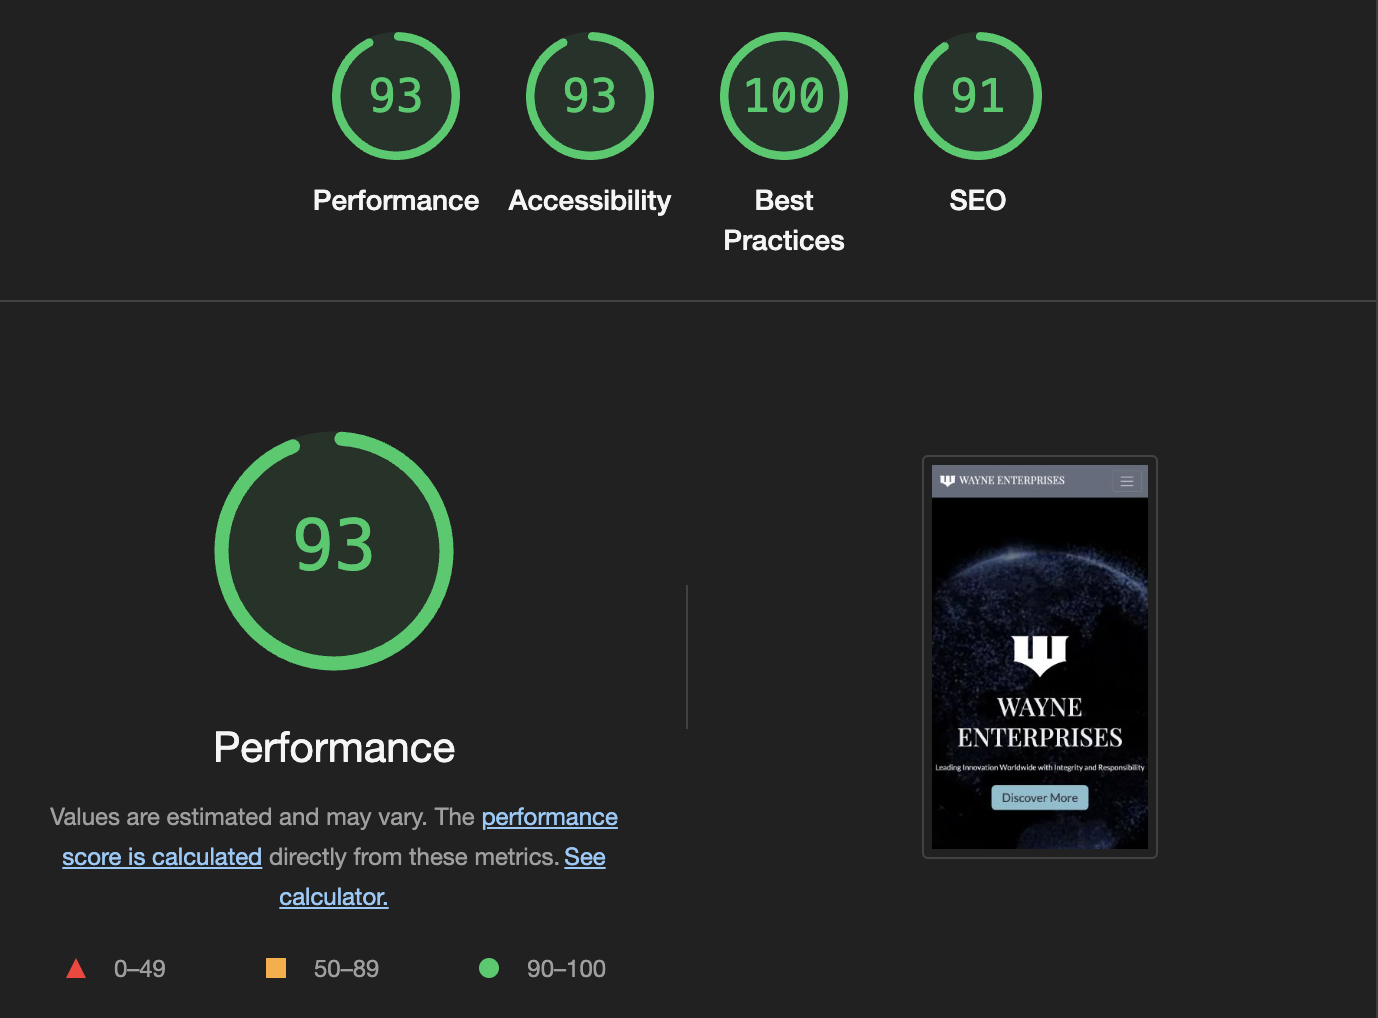 93
93
100
91
Performance
Accessibility
Best
Practices
SEO
93
Performance
Values are estimated and may vary. The performance
score is calculated directly from these metrics. See
calculator.
0–49
50–89
90–100
WAYNE ENTERPRISES
WAYNE
ENTERPRISES
Leading Innovation Worldwide with Integrity and Responsibility
Discover More